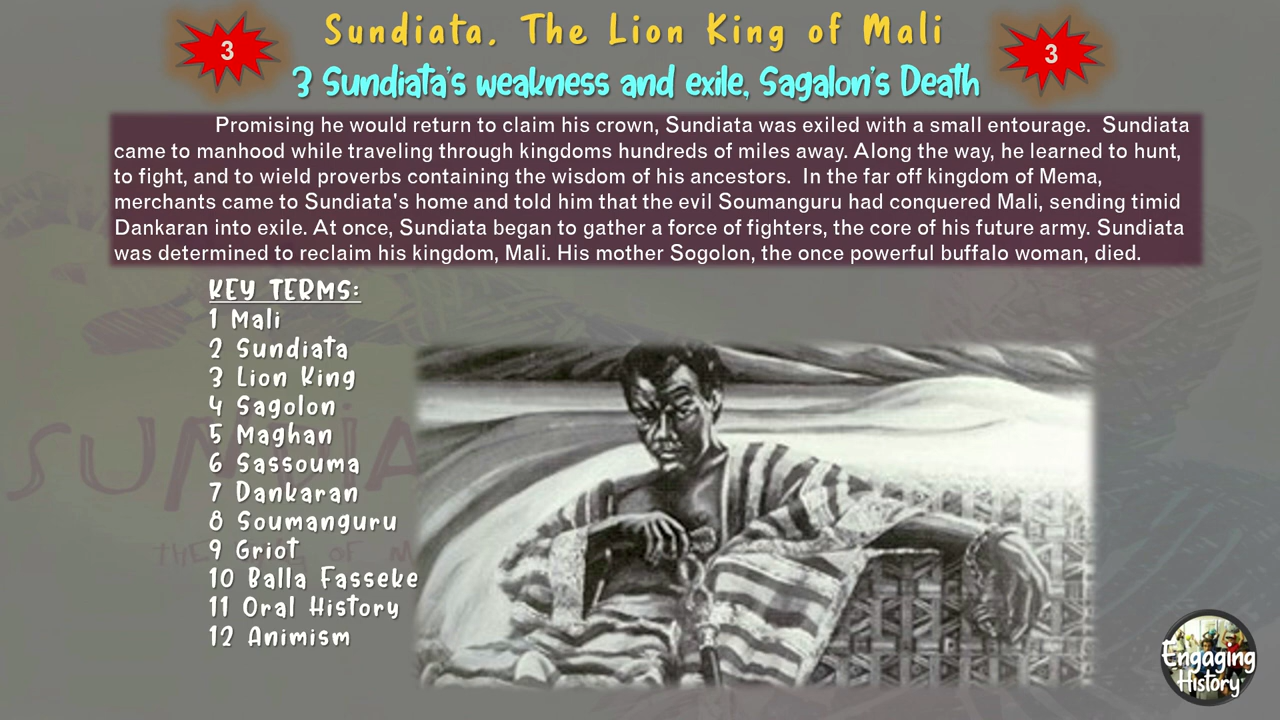 3
Sundiata. The Lion King of Mali
3
3 Sundiata's weakness and exile, Sagalon's Death
Promising he would return to claim his crown, Sundiata was exiled with a small entourage.  Sundiata
came to manhood while traveling through kingdoms hundreds of miles away. Along the way, he learned to hunt,
to fight, and to wield proverbs containing the wisdom of his ancestors.  In the far off kingdom of Mema,
merchants came to Sundiata's home and told him that the evil Soumanguru had conquered Mali, sending timid
Dankaran into exile. At once, Sundiata began to gather a force of fighters, the core of his future army. Sundiata
was determined to reclaim his kingdom, Mali. His mother Sogolon, the once powerful buffalo woman, died.
KEY TERMS:
1 Mali
2 Sundiata
3 Lion King
4 Sagolon
5 Maghan
6 Sassouma
7 Dankaran
8 Soumanguru
9 Griot
10 Balla Fasseke
11 Oral History
12 Animism
SUNDIA
THE
OF M
Engaging
History